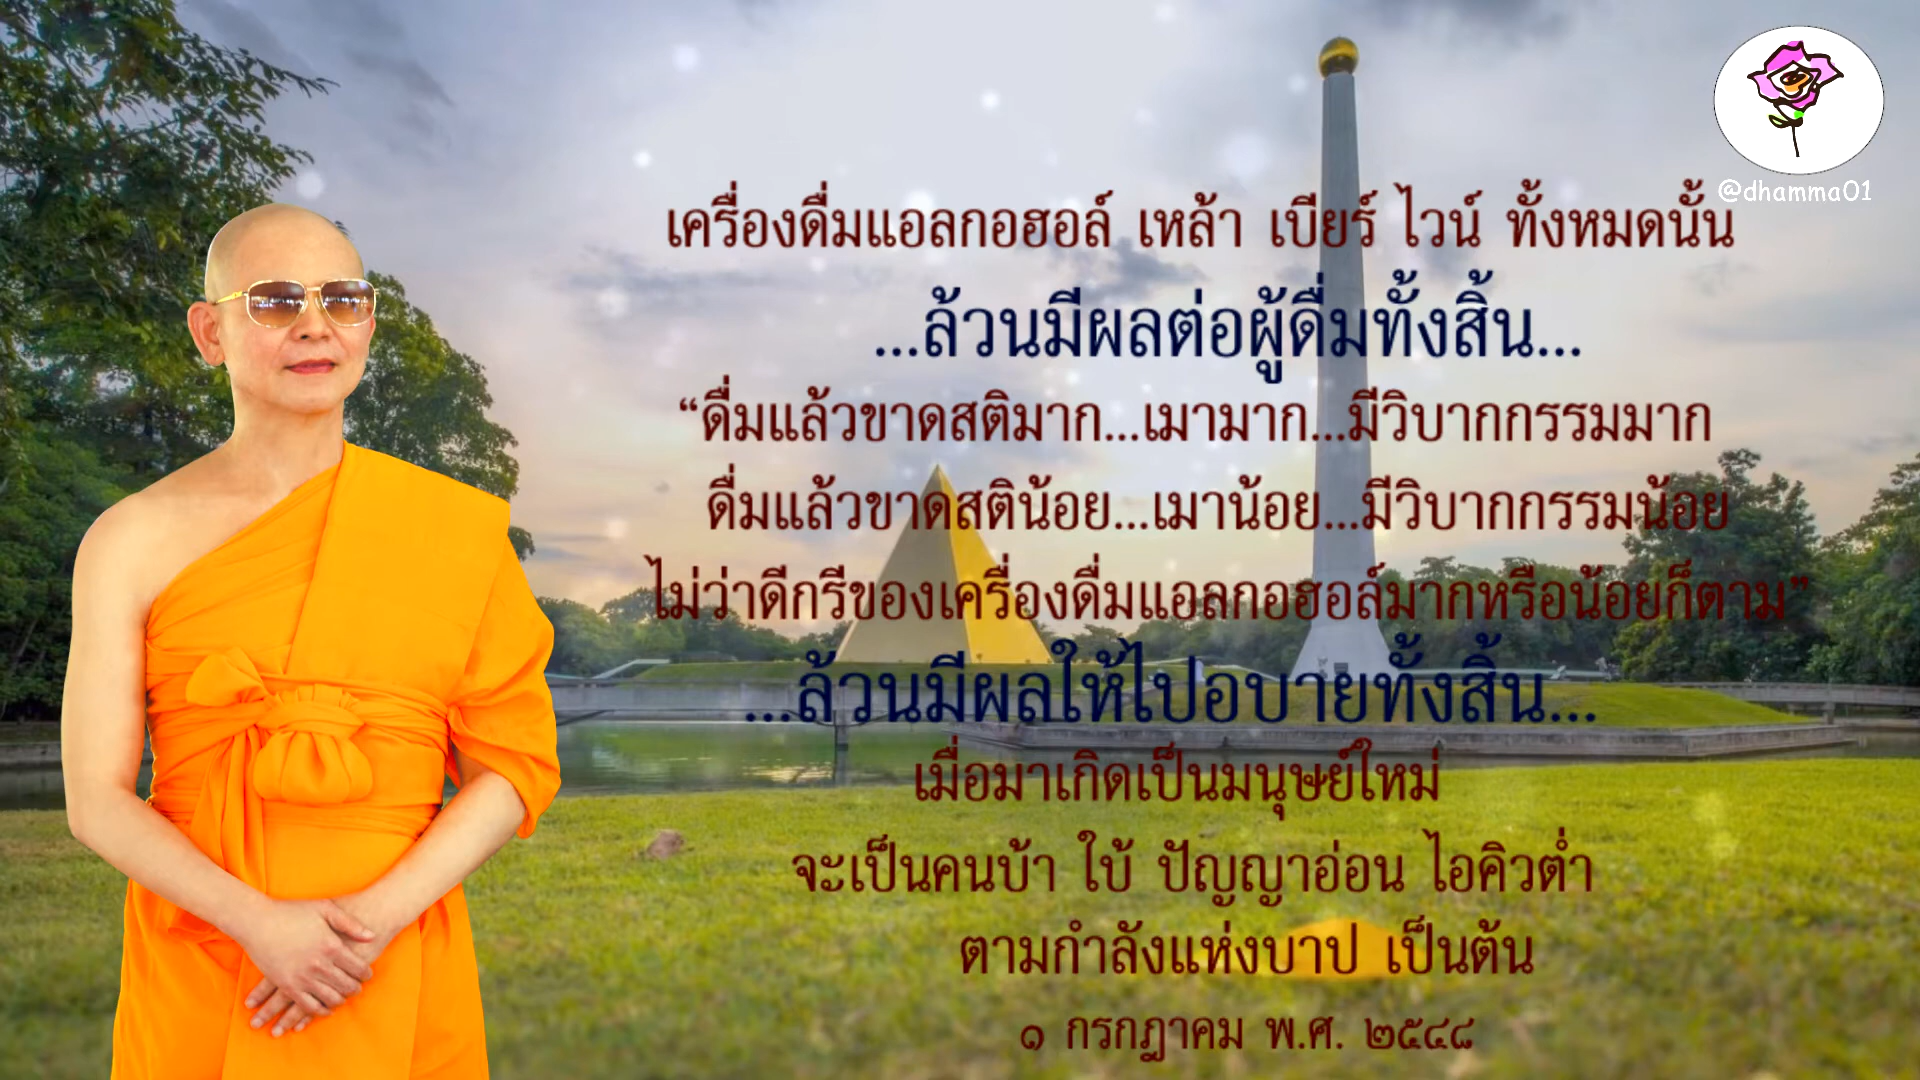 @dhamma01
เครื่องดื่มแอลกอฮอล์ เหล้า เบียร์ ไวน์ ทั้งหมดนั้น
...ล้วนมีผลต่อผู้ดื่มทั้งสิ้น...
“ดื่มแล้วขาดสติมาก...เมามาก...มีวิบากกรรมมาก
ดื่มแล้วขาดสติน้อย...เมาน้อย...มีวิบากกรรมน้อย
ไม่ว่าดีกรีของเครื่องดื่มแอลกอฮอล์มากหรือน้อยก็ตาม”
...ล้วนมีผลให้ไปอบายทั้งสิ้น...
เมื่อมาเกิดเป็นมนุษย์ใหม่
จะเป็นคนบ้า ใบ้ ปัญญาอ่อน ไอคิวต่ำ
ตามกำลังแห่งบาป เป็นต้น
๑ กรกฎาคม พ.ศ. ๒๕๔๘